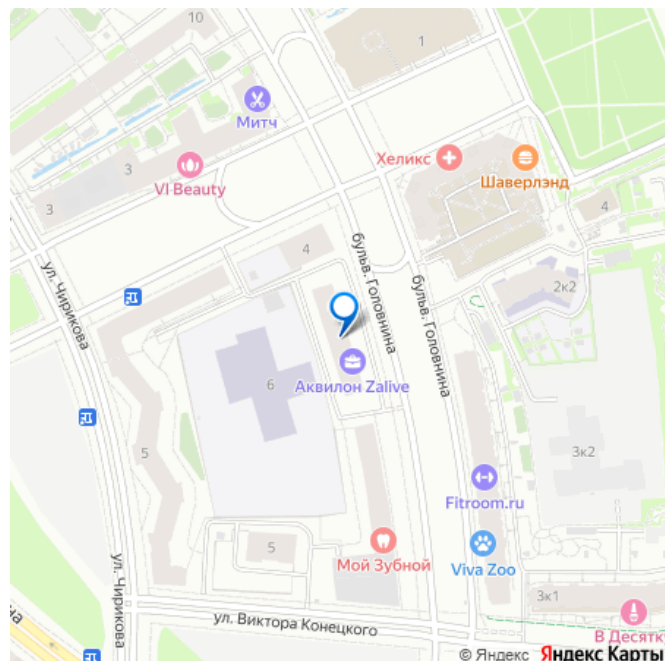 10
1
Митч
Хеликс
Шаверлэнд
3
VI Beauty
3
4
4
бульв. Головнина
ул. Чирикова
бульв. Головнина
2к2
Аквилон Zalive
6
5
3к2
Fitroom.ru
5
Мой Зубной
Viva Zoo
ул. Чирикова
3к1
ул. Виктора Конецкого
на
В Десятк
© Яндекс Яндекс Карты